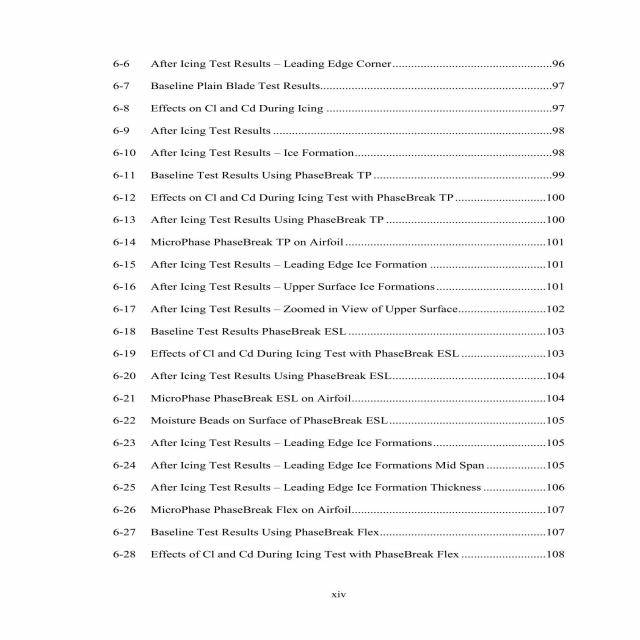 6-6 After Icing Test Results – Leading Edge Corner...................................................96
6-7 Baseline Plain Blade Test Results..........................................................................97
6-8 Effects on Cl and Cd During Icing ........................................................................97
6-9 After Icing Test Results .........................................................................................98
6-10 After Icing Test Results – Ice Formation...............................................................98
6-11 Baseline Test Results Using PhaseBreak TP .........................................................99
6-12 Effects on Cl and Cd During Icing Test with PhaseBreak TP .............................100
6-13 After Icing Test Results Using PhaseBreak TP ...................................................100
6-14 MicroPhase PhaseBreak TP on Airfoil ................................................................101
6-15 After Icing Test Results – Leading Edge Ice Formation .....................................101
6-16 After Icing Test Results – Upper Surface Ice Formations...................................101
6-17 After Icing Test Results – Zoomed in View of Upper Surface............................102
6-18 Baseline Test Results PhaseBreak ESL ...............................................................103
6-19 Effects of Cl and Cd During Icing Test with PhaseBreak ESL ...........................103
6-20 After Icing Test Results Using PhaseBreak ESL.................................................104
6-21 MicroPhase PhaseBreak ESL on Airfoil..............................................................104
6-22 Moisture Beads on Surface of PhaseBreak ESL..................................................105
6-23 After Icing Test Results – Leading Edge Ice Formations....................................105
6-24 After Icing Test Results – Leading Edge Ice Formations Mid Span ...................105
6-25 After Icing Test Results – Leading Edge Ice Formation Thickness ....................106
6-26 MicroPhase PhaseBreak Flex on Airfoil..............................................................107
6-27 Baseline Test Results Using PhaseBreak Flex.....................................................107
6-28 Effects of Cl and Cd During Icing Test with PhaseBreak Flex ...........................108
xiv